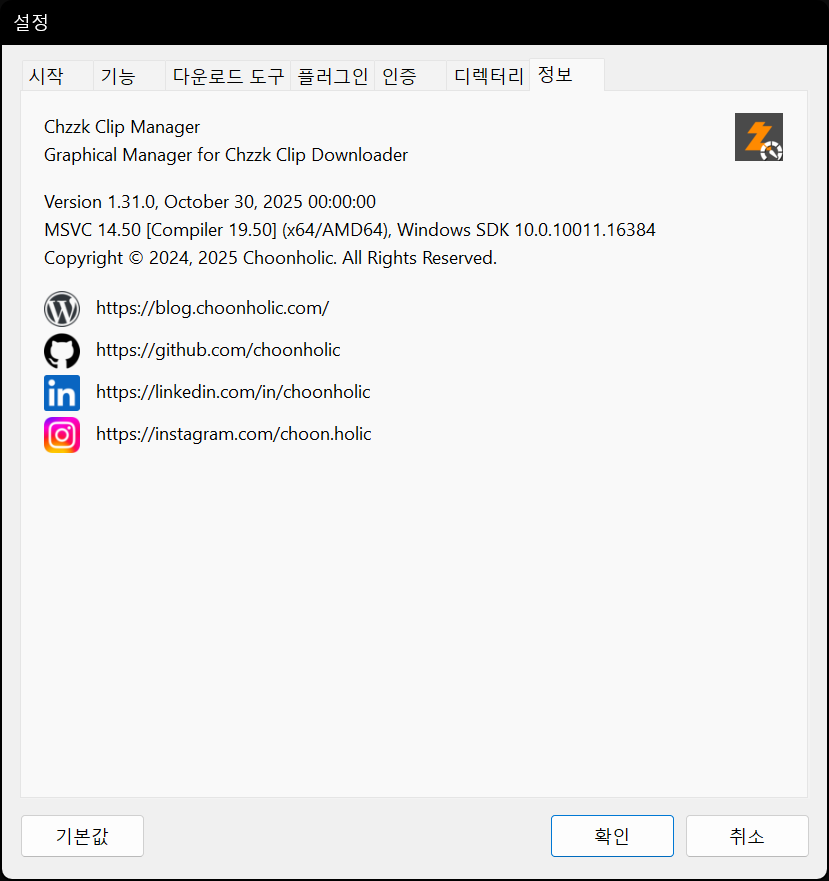 설정
시작 기능 다운로드 도구 플러그인 인증 디렉터리 정보
Chzzk Clip Manager
Graphical Manager for Chzzk Clip Downloader
Version 1.31.0, October 30, 2025 00:00:00
MSVC 14.50 [Compiler 19.50] (x64/AMD64), Windows SDK 10.0.10011.16384
Copyright © 2024, 2025 Choonholic. All Rights Reserved.
https://blog.choonholic.com/
https://github.com/choonholic
https://linkedin.com/in/choonholic
https://instagram.com/choon.holic
기본값 확인 취소